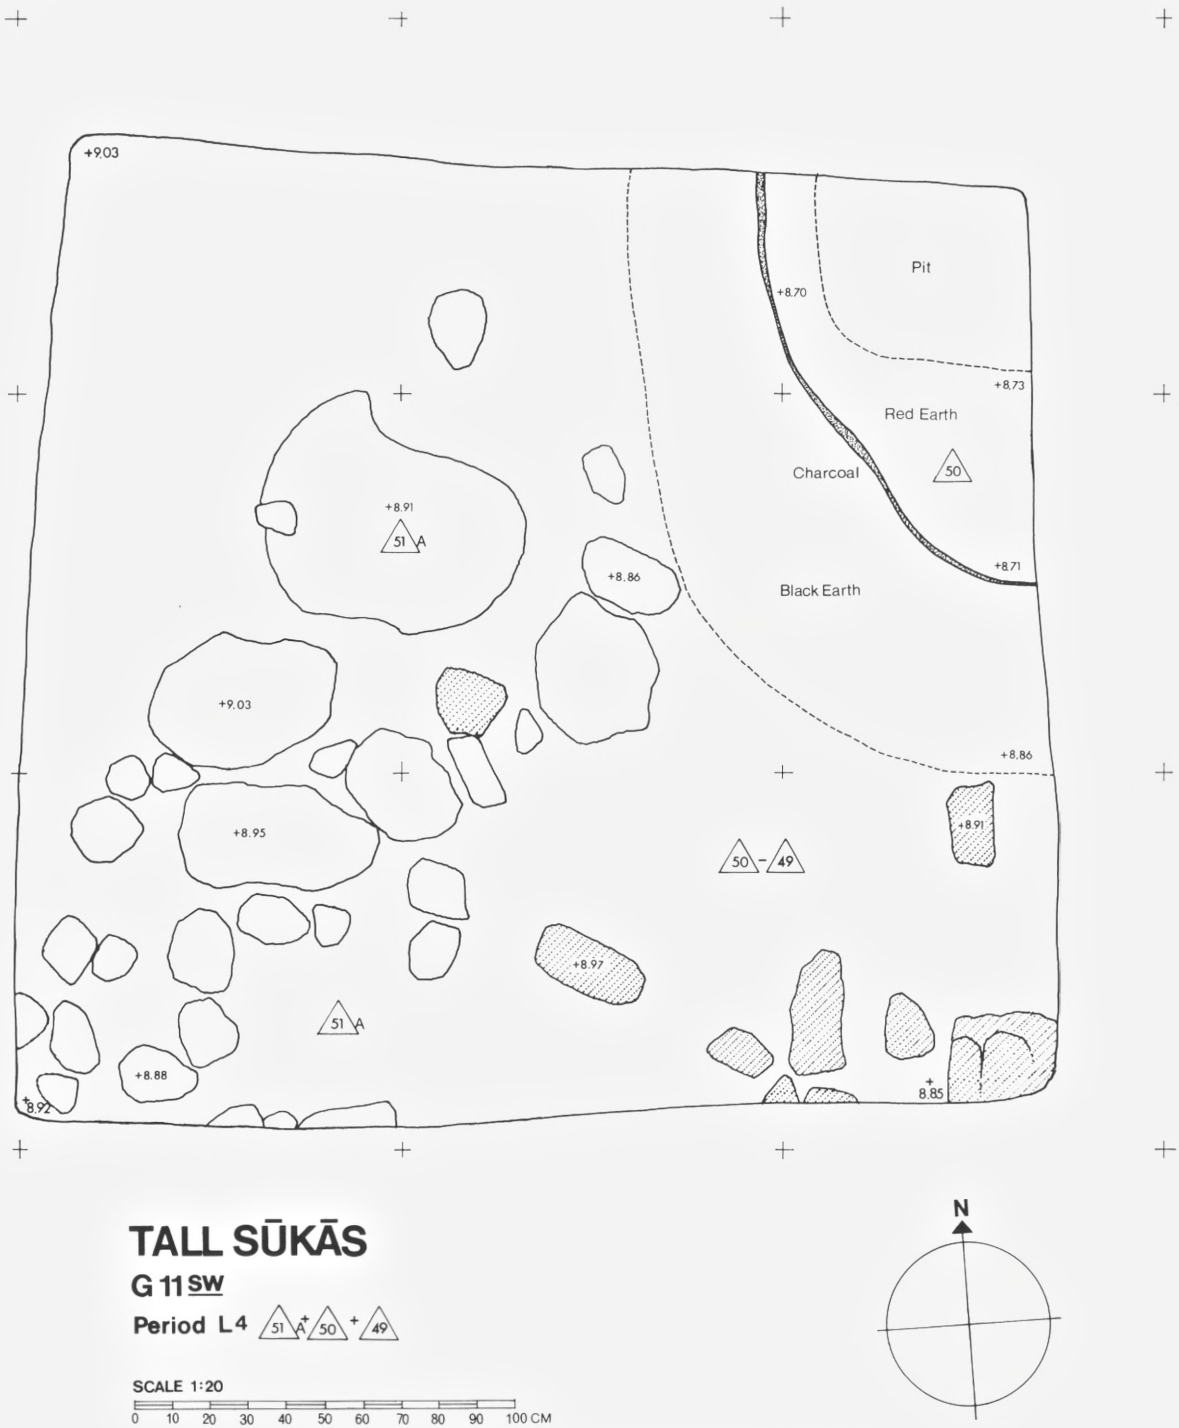 +9.03
Pit
+8.70
+8.73
Red Earth
50
Charcoal
+8.91
51 A
+8.71
+8.86
Black Earth
+9.03
+8.86
+8.95
+8.91
50 - 49
+8.97
51 A
+8.88
+
8.85
+
8.92
N
TALL SŪKĀS
G 11 SW
Period L 4 51 A + 50 + 49
SCALE 1:20
0 10 20 30 40 50 60 70 80 90 100 CM